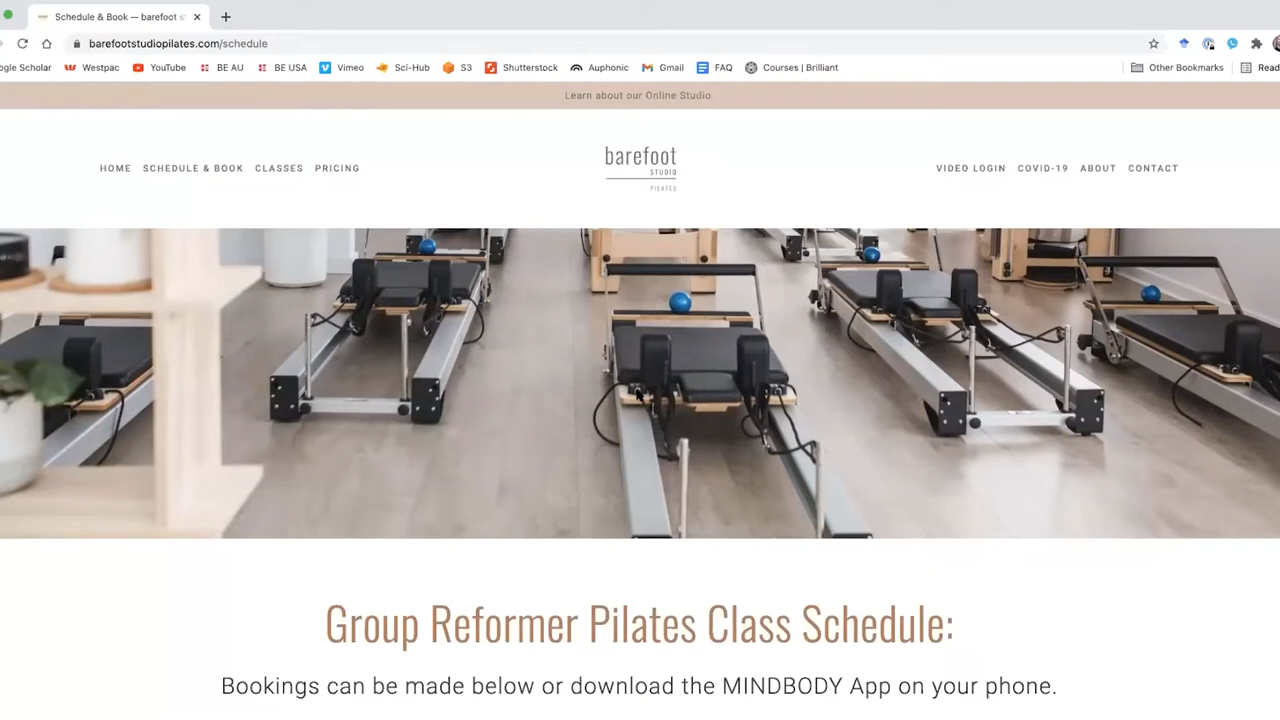 Schedule & Book — barefoot s
barefootstudiopilates.com/schedule
ogle Scholar Westpac YouTube BE AU BE USA Vimeo Sci-Hub S3 Shutterstock Auphonic Gmail FAQ Courses | Brilliant Other Bookmarks Read
Learn about our Online Studio
HOME SCHEDULE & BOOK CLASSES PRICING
barefoot
STUDIO
PILATES
VIDEO LOGIN COVID-19 ABOUT CONTACT
Group Reformer Pilates Class Schedule:
Bookings can be made below or download the MINDBODY App on your phone.